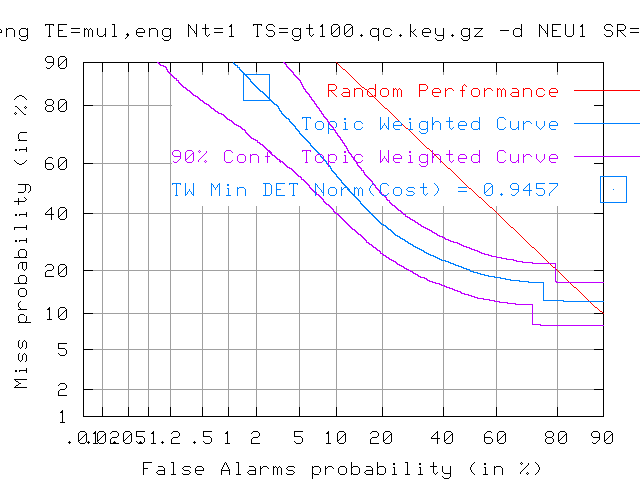 eng TE=mul,eng Nt=1 TS=gt100.qc.key.gz -d NEU1 SR=
90
80
60
40
20
10
5
2
1
Miss probability (in %)
Random Performance
Topic Weighted Curve
90% Conf Topic Weighted Curve
TW Min DET Norm(Cost) = 0.9457
.5 1 2 5 10 20 40 60 80 90
False Alarms probability (in %)